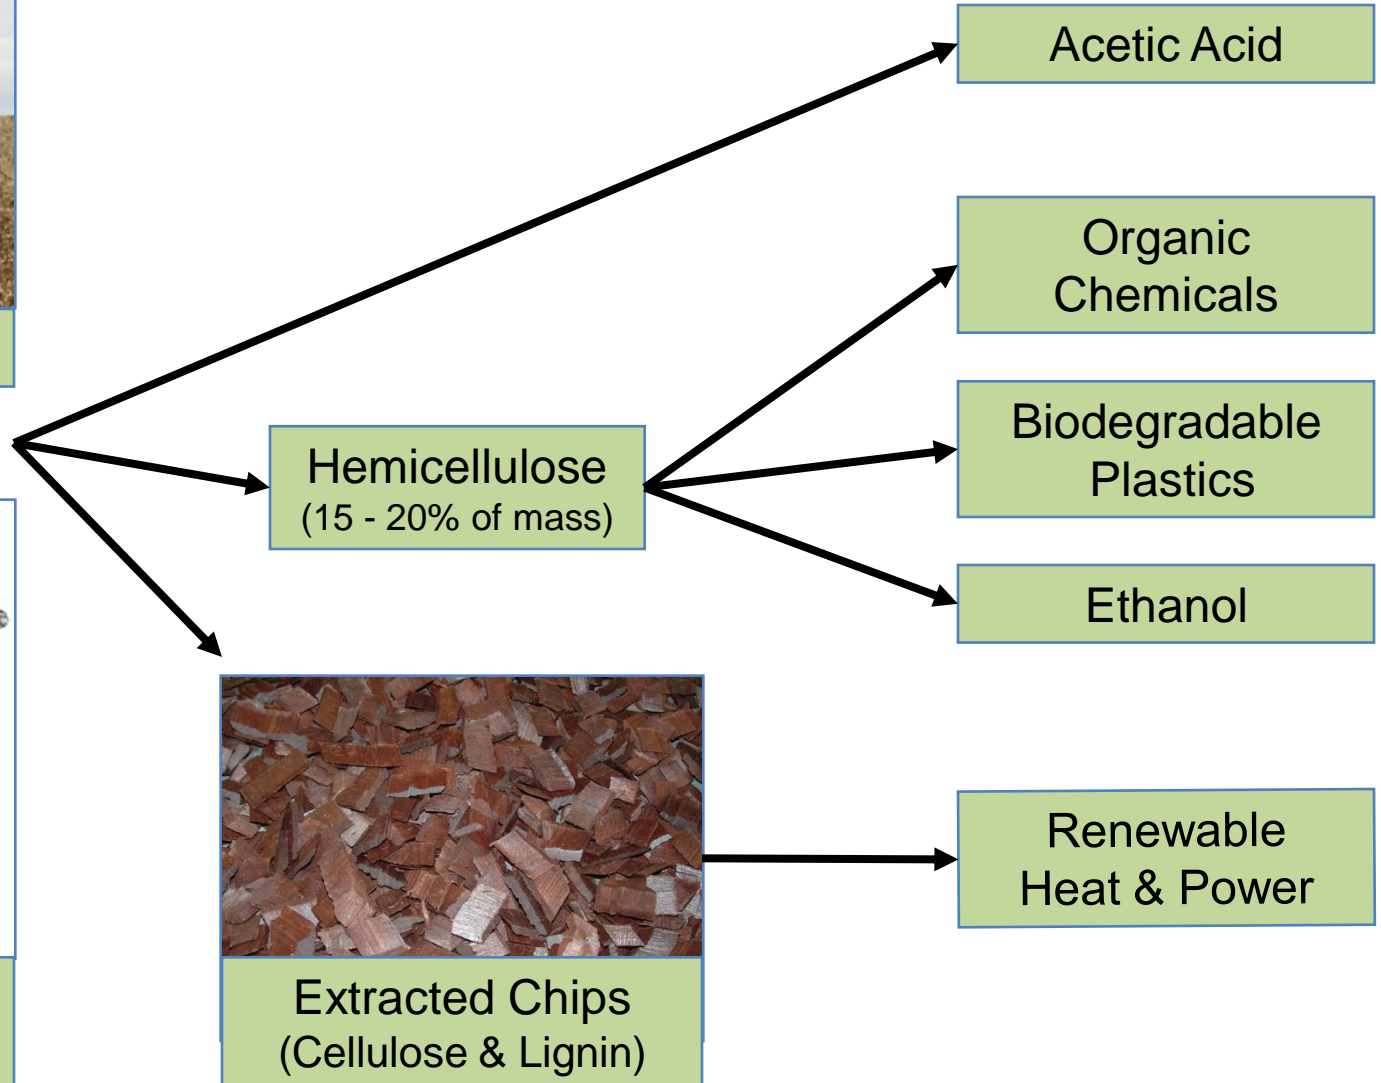 Acetic Acid
Organic
Chemicals
Biodegradable
Plastics
Hemicellulose
(15 - 20% of mass)
Ethanol
Renewable
Heat & Power
Extracted Chips
(Cellulose & Lignin)